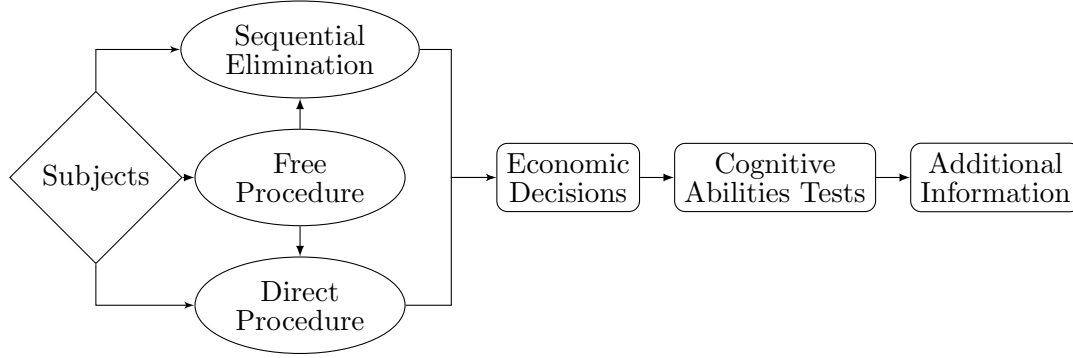 Sequential
Elimination
Subjects
Free
Procedure
Economic
Decisions
Cognitive
Abilities Tests
Additional
Information
Direct
Procedure